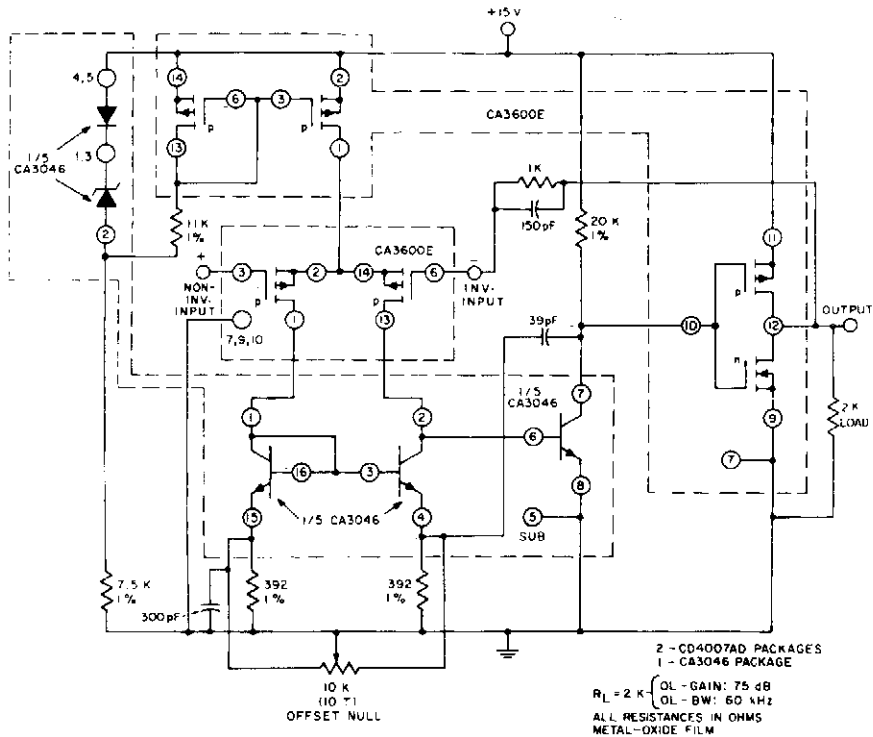 +15 V
4,5
14
2
6
3
CA3600E
p
p
1/5
CA3046
1,3
13
1
1K
2
11K
1%
150pF
20 K
1%
11
CA3600E
+
3
2
14
6
–
NON-
INV-
INPUT
INV-
INPUT
p
p
p
1
13
7,9,10
39pF
10
12
OUTPUT
n
1/5
CA3046
7
1
2
6
9
2K
LOAD
16
3
7
8
15
1/5 CA3046
4
5
SUB
7.5 K
1%
300pF
392
1%
392
1%
10 K
(10 T)
OFFSET NULL
2 - CD4007AD PACKAGES
1 - CA3046 PACKAGE
RL = 2 K { OL - GAIN: 75 dB
OL - BW: 60 kHz
ALL RESISTANCES IN OHMS
METAL-OXIDE FILM